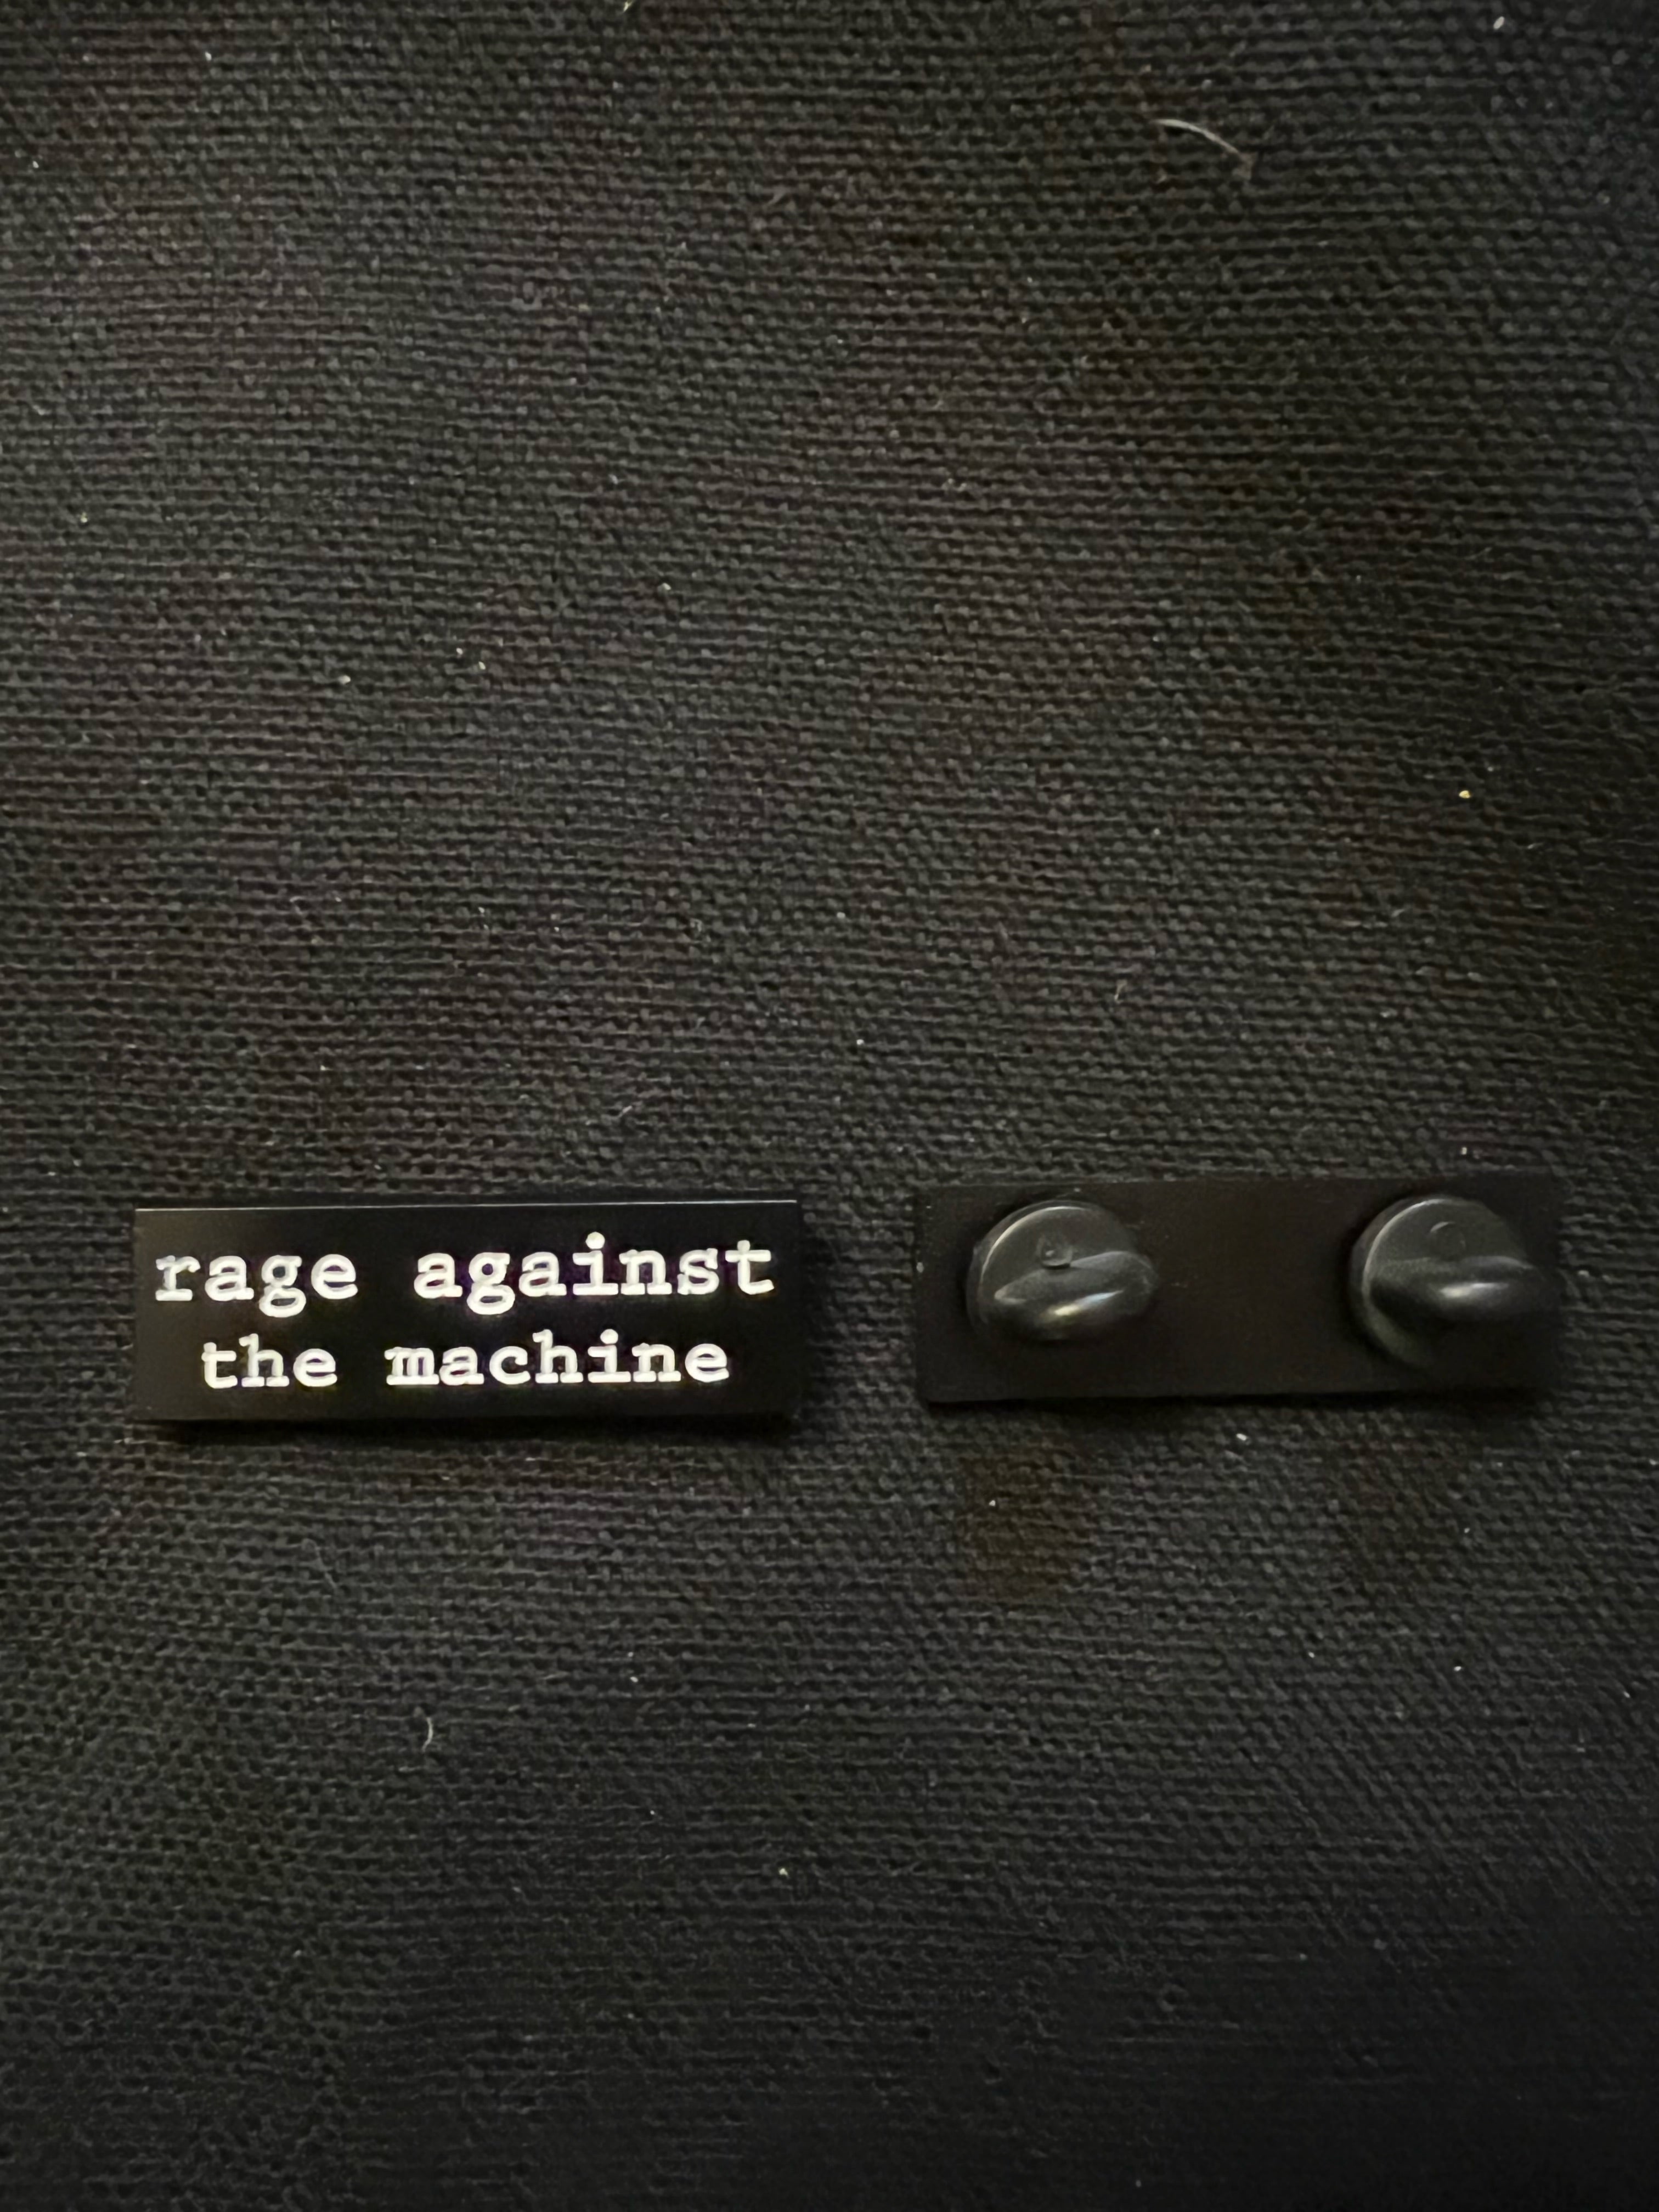 rage against
the machine